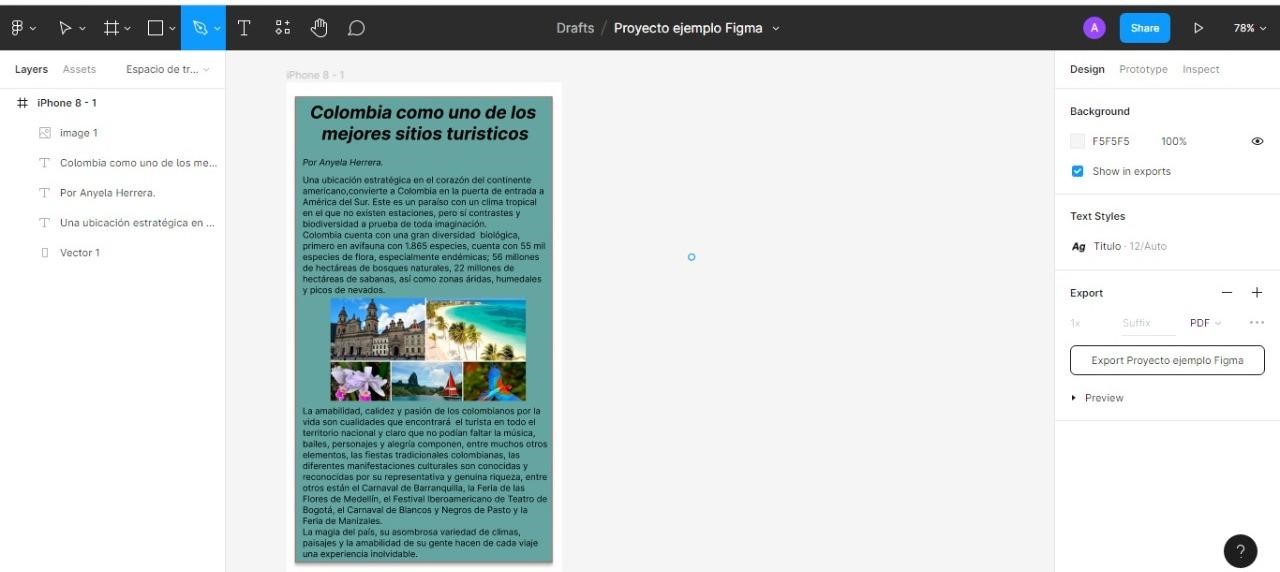 Drafts / Proyecto ejemplo Figma
A
Share
78%
Layers
Assets
Espacio de tr...
iPhone 8 - 1
image 1
Colombia como uno de los me...
Por Anyela Herrera.
Una ubicación estratégica en ...
Vector 1
iPhone 8 - 1
Colombia como uno de los
mejores sitios turisticos
Por Anyela Herrera.
Una ubicación estratégica en el corazón del continente
americano,convierte a Colombia en la puerta de entrada a
América del Sur. Este es un paraíso con un clima tropical
en el que no existen estaciones, pero sí contrastes y
biodiversidad a prueba de toda imaginación.
Colombia cuenta con una gran diversidad biológica,
primero en avifauna con 1.865 especies, cuenta con 55 mil
especies de flora, especialmente endémicas; 56 millones
de hectáreas de bosques naturales, 22 millones de
hectáreas de sabanas, así como zonas áridas, humedales
y picos de nevados.
La amabilidad, calidez y pasión de los colombianos por la
vida son cualidades que encontrará el turista en todo el
territorio nacional y claro que no podían faltar la música,
bailes, personajes y alegría componen, entre muchos otros
elementos, las fiestas tradicionales colombianas, las
diferentes manifestaciones culturales son conocidas y
reconocidas por su representativa y genuina riqueza, entre
otros están el Carnaval de Barranquilla, la Feria de las
Flores de Medellín, el Festival Iberoamericano de Teatro de
Bogotá, el Carnaval de Blancos y Negros de Pasto y la
Feria de Manizales.
La magia del país, su asombrosa variedad de climas,
paisajes y la amabilidad de su gente hacen de cada viaje
una experiencia inolvidable.
Design
Prototype
Inspect
Background
F5F5F5
100%
Show in exports
Text Styles
Ag Titulo · 12/Auto
Export
1x
Suffix
PDF
Export Proyecto ejemplo Figma
Preview
?